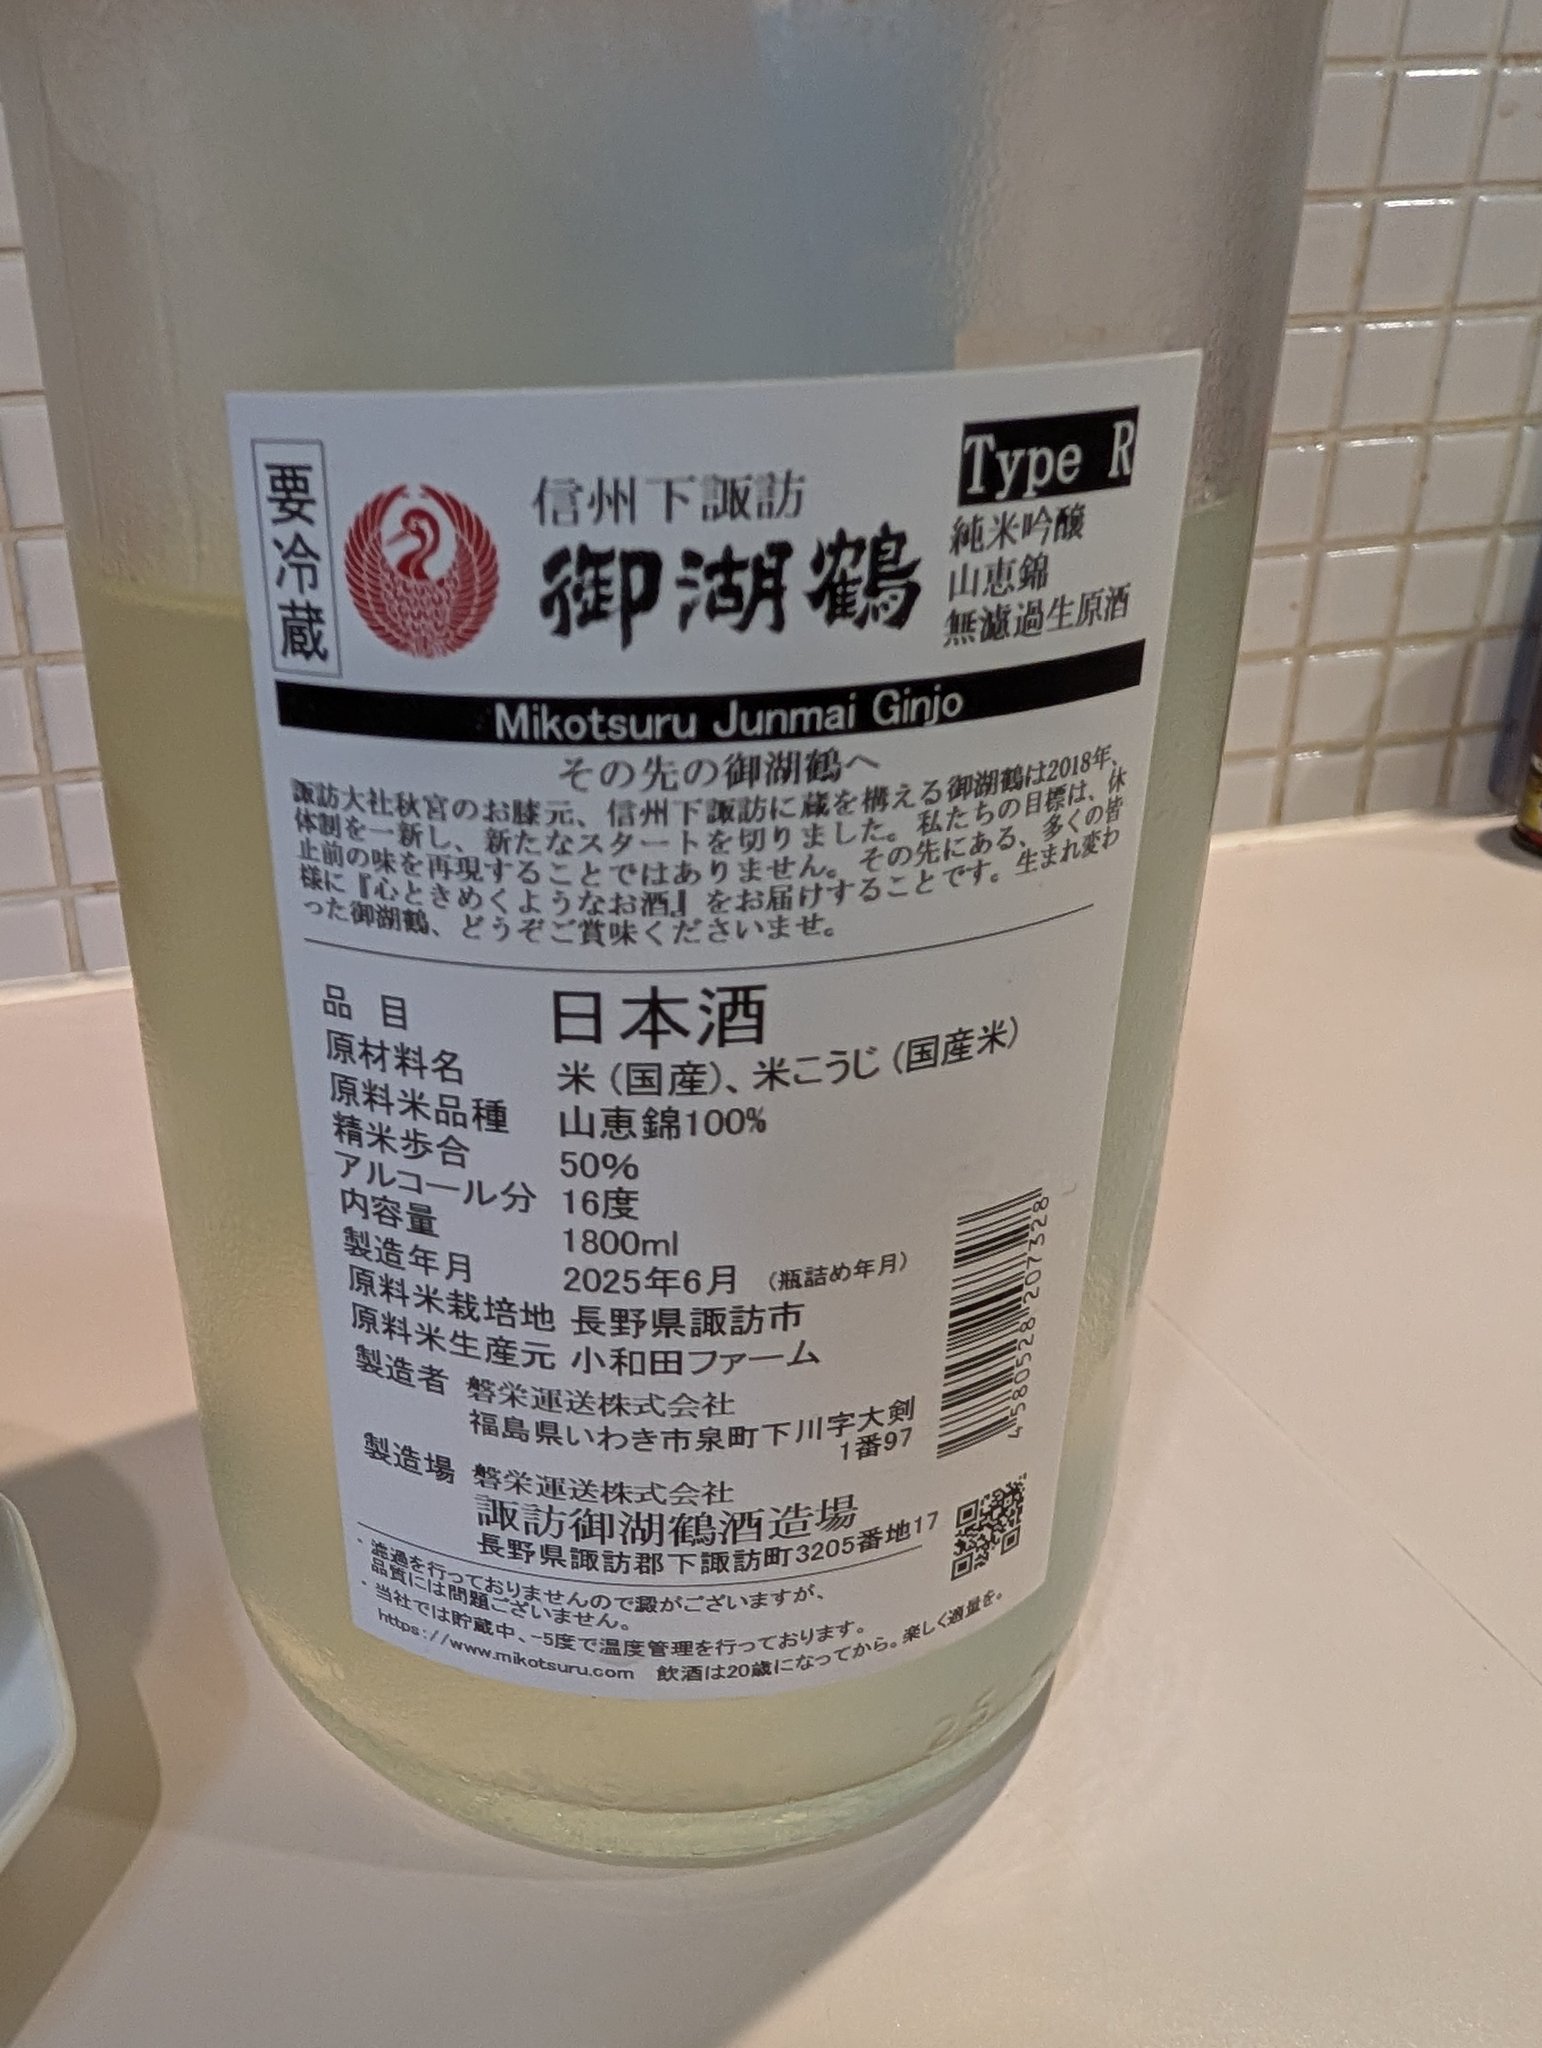 要冷蔵
信州下諏訪
御湖鶴
Type R
純米吟醸
山恵錦
無濾過生原酒
Mikotsuru Junmai Ginjo
その先の御湖鶴へ
諏訪大社秋宮のお膝元、信州下諏訪に蔵を構える御湖鶴は2018年、
体制を一新し、新たなスタートを切りました。私たちの目標は、休
止前の味を再現することではありません。その先にある、多くの皆
様に『心ときめくようなお酒』をお届けすることです。生まれ変わ
った御湖鶴、どうぞご賞味くださいませ。
品 目 日本酒
原材料名 米（国産）、米こうじ（国産米）
原料米品種 山恵錦100%
精米歩合 50%
アルコール分 16度
内容量 1800ml
製造年月 2025年6月 （瓶詰め年月）
原料米栽培地 長野県諏訪市
原料米生産元 小和田ファーム
製造者 磐栄運送株式会社
福島県いわき市泉町下川字大剣
1番97
製造場 磐栄運送株式会社
諏訪御湖鶴酒造場
長野県諏訪郡下諏訪町3205番地17
・濾過を行っておりませんので澱がございますが、
品質には問題ございません。
・当社では貯蔵中、-5度で温度管理を行っております。
https://www.mikotsuru.com 飲酒は20歳になってから。楽しく適量を。
4580528207328
25